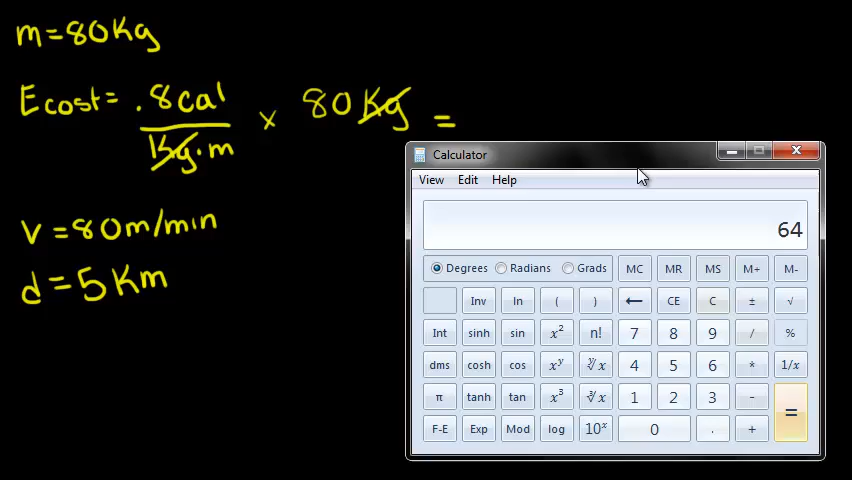 m=80Kg
Ecost= .8cal × 80Kg =
Kg·m
v=80m/min
d=5Km
Calculator
View Edit Help
64
Degrees Radians Grads MC MR MS M+ M-
Inv ln ( ) ← CE C ± √
Int sinh sin x² n! 7 8 9 / %
dms cosh cos xʸ ʸ√x 4 5 6 * 1/x
π tanh tan x³ ³√x 1 2 3 - =
F-E Exp Mod log 10ˣ 0 . +